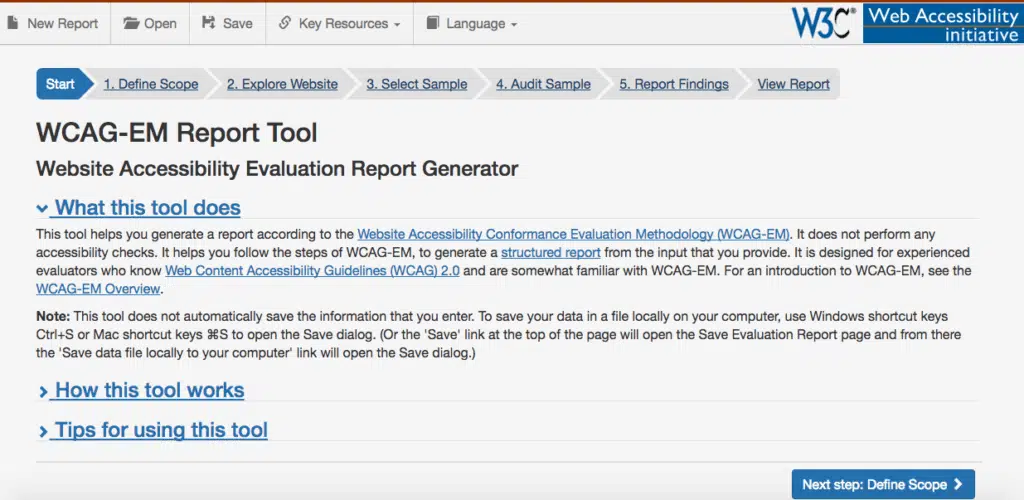 New Report Open Save Key Resources Language
W3C® Web Accessibility
initiative
Start 1. Define Scope 2. Explore Website 3. Select Sample 4. Audit Sample 5. Report Findings View Report
WCAG-EM Report Tool
Website Accessibility Evaluation Report Generator
What this tool does
This tool helps you generate a report according to the Website Accessibility Conformance Evaluation Methodology (WCAG-EM). It does not perform any
accessibility checks. It helps you follow the steps of WCAG-EM, to generate a structured report from the input that you provide. It is designed for experienced
evaluators who know Web Content Accessibility Guidelines (WCAG) 2.0 and are somewhat familiar with WCAG-EM. For an introduction to WCAG-EM, see the
WCAG-EM Overview.
Note: This tool does not automatically save the information that you enter. To save your data in a file locally on your computer, use Windows shortcut keys
Ctrl+S or Mac shortcut keys ⌘S to open the Save dialog. (Or the 'Save' link at the top of the page will open the Save Evaluation Report page and from there
the 'Save data file locally to your computer' link will open the Save dialog.)
How this tool works
Tips for using this tool
Next step: Define Scope